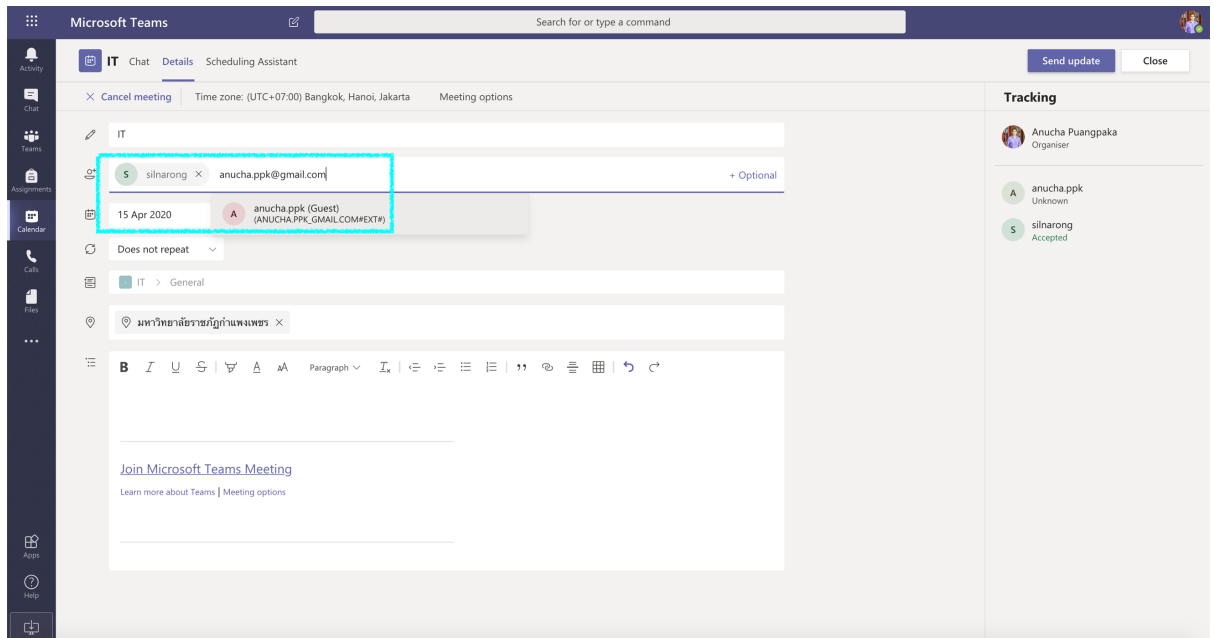 Microsoft Teams
Search for or type a command
Activity
Chat
Teams
Assignments
Calendar
Calls
Files
Apps
Help
IT Chat Details Scheduling Assistant
Send update Close
Cancel meeting Time zone: (UTC+07:00) Bangkok, Hanoi, Jakarta Meeting options
IT
S silnarong × anucha.ppk@gmail.com + Optional
15 Apr 2020
A anucha.ppk (Guest)
(ANUCHA.PPK_GMAIL.COM#EXT#)
Does not repeat
IT > General
มหาวิทยาลัยราชภัฏกำแพงเพชร ×
B I U S A AA Paragraph Ix
Join Microsoft Teams Meeting
Learn more about Teams | Meeting options
Tracking
Anucha Puangpaka
Organiser
A anucha.ppk
Unknown
S silnarong
Accepted